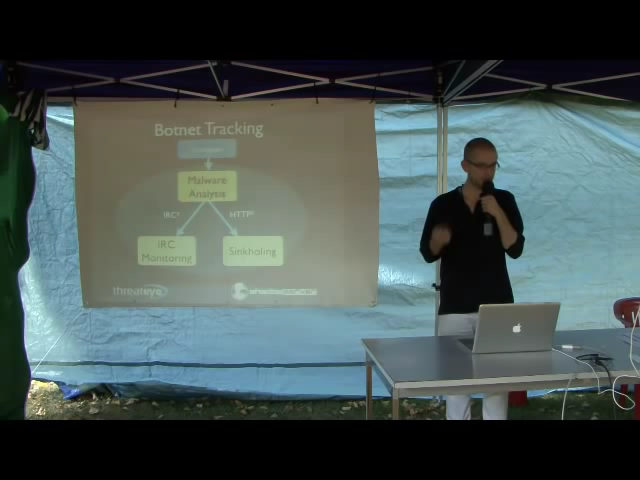 Botnet Tracking
Malware
Analysis
IRC?
HTTP?
IRC
Monitoring
Sinkholing
threateye